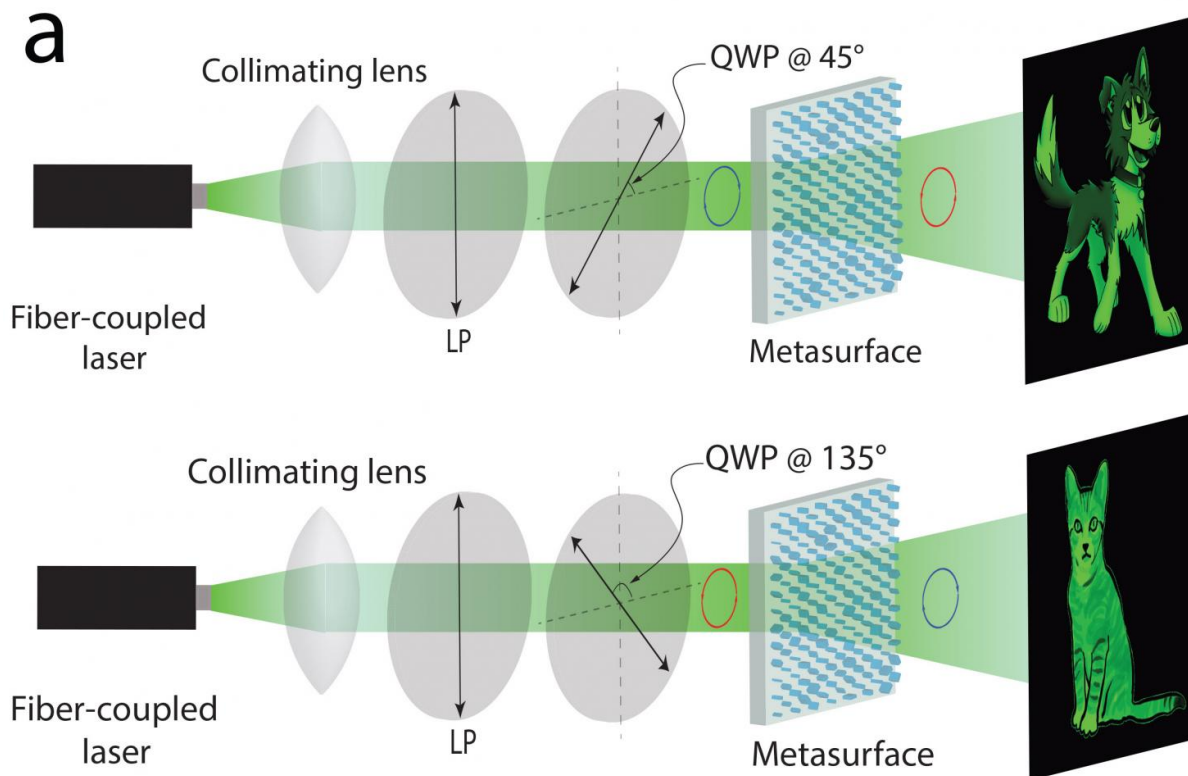 a
Collimating lens
QWP @ 45°
Fiber-coupled
laser
LP
Metasurface
Collimating lens
QWP @ 135°
Fiber-coupled
laser
LP
Metasurface